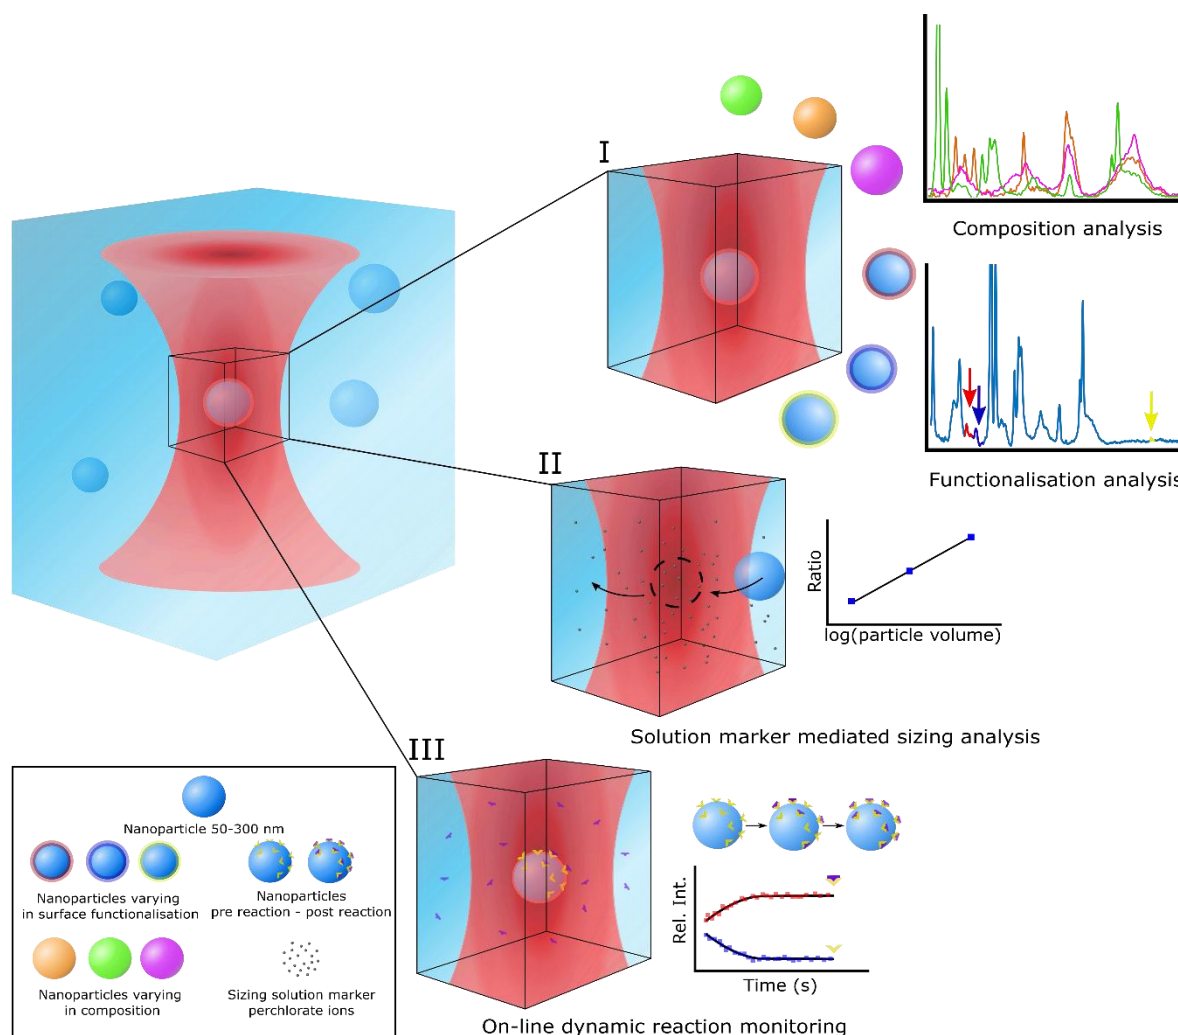 I
Composition analysis
Functionalisation analysis
II
Ratio
log(particle volume)
Solution marker mediated sizing analysis
III
Rel. Int.
Time (s)
On-line dynamic reaction monitoring
Nanoparticle 50-300 nm
Nanoparticles varying
in surface functionalisation
Nanoparticles
pre reaction - post reaction
Nanoparticles varying
in composition
Sizing solution marker
perchlorate ions